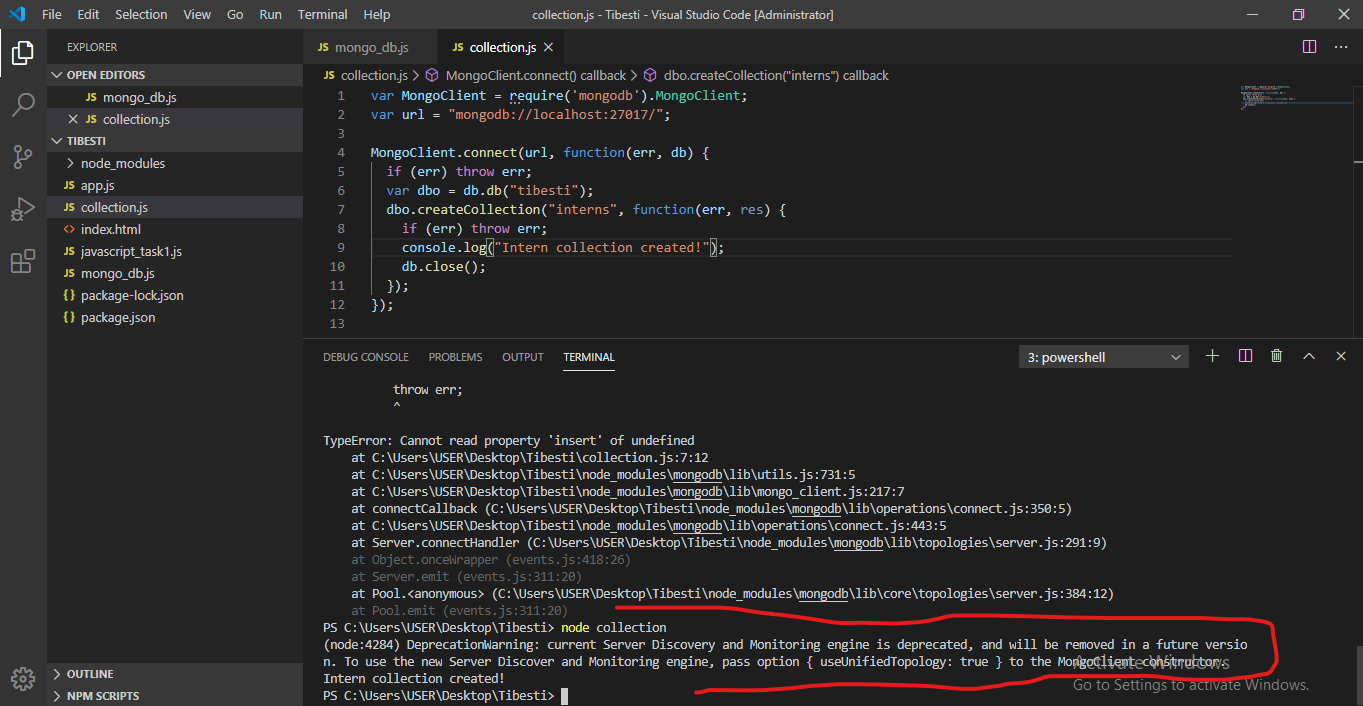 File Edit Selection View Go Run Terminal Help collection.js - Tibesti - Visual Studio Code [Administrator]
EXPLORER
OPEN EDITORS
JS mongo_db.js
JS collection.js
TIBESTI
node_modules
JS app.js
JS collection.js
<> index.html
JS javascript_task1.js
JS mongo_db.js
{} package-lock.json
{} package.json
OUTLINE
NPM SCRIPTS
JS mongo_db.js JS collection.js
JS collection.js > MongoClient.connect() callback > dbo.createCollection("interns") callback
1 var MongoClient = require('mongodb').MongoClient;
2 var url = "mongodb://localhost:27017/";
3
4 MongoClient.connect(url, function(err, db) {
5 if (err) throw err;
6 var dbo = db.db("tibesti");
7 dbo.createCollection("interns", function(err, res) {
8 if (err) throw err;
9 console.log("Intern collection created!");
10 db.close();
11 });
12 });
13
DEBUG CONSOLE PROBLEMS OUTPUT TERMINAL 3: powershell
throw err;
^
TypeError: Cannot read property 'insert' of undefined
at C:\Users\USER\Desktop\Tibesti\collection.js:7:12
at C:\Users\USER\Desktop\Tibesti\node_modules\mongodb\lib\utils.js:731:5
at C:\Users\USER\Desktop\Tibesti\node_modules\mongodb\lib\mongo_client.js:217:7
at connectCallback (C:\Users\USER\Desktop\Tibesti\node_modules\mongodb\lib\operations\connect.js:350:5)
at C:\Users\USER\Desktop\Tibesti\node_modules\mongodb\lib\operations\connect.js:443:5
at Server.connectHandler (C:\Users\USER\Desktop\Tibesti\node_modules\mongodb\lib\topologies\server.js:291:9)
at Object.onceWrapper (events.js:418:26)
at Server.emit (events.js:311:20)
at Pool.<anonymous> (C:\Users\USER\Desktop\Tibesti\node_modules\mongodb\lib\core\topologies\server.js:384:12)
at Pool.emit (events.js:311:20)
PS C:\Users\USER\Desktop\Tibesti> node collection
(node:4284) DeprecationWarning: current Server Discovery and Monitoring engine is deprecated, and will be removed in a future versio
n. To use the new Server Discover and Monitoring engine, pass option { useUnifiedTopology: true } to the MongoClient constructor.
Intern collection created!
PS C:\Users\USER\Desktop\Tibesti>
Activate Windows
Go to Settings to activate Windows.